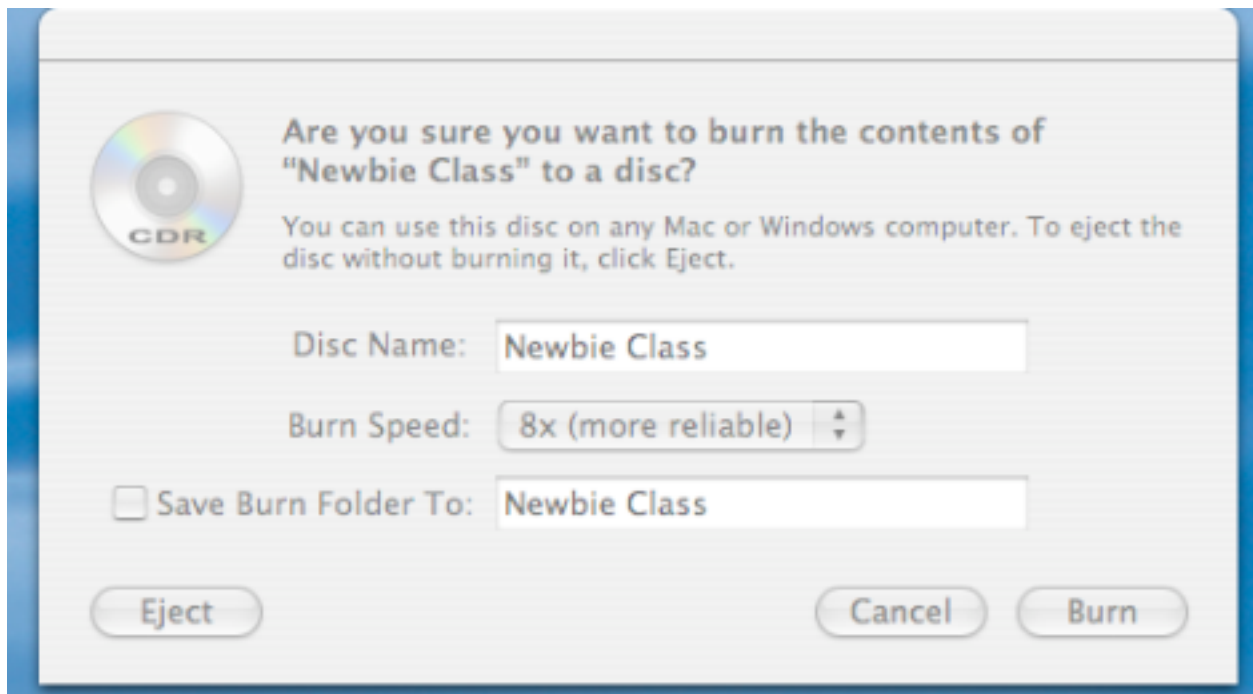 Are you sure you want to burn the contents of
“Newbie Class” to a disc?
You can use this disc on any Mac or Windows computer. To eject the
disc without burning it, click Eject.
CDR
Disc Name: Newbie Class
Burn Speed: 8x (more reliable)
Save Burn Folder To: Newbie Class
Eject Cancel Burn